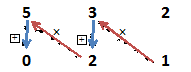 5 3 2
+ × + ×
0 2 1